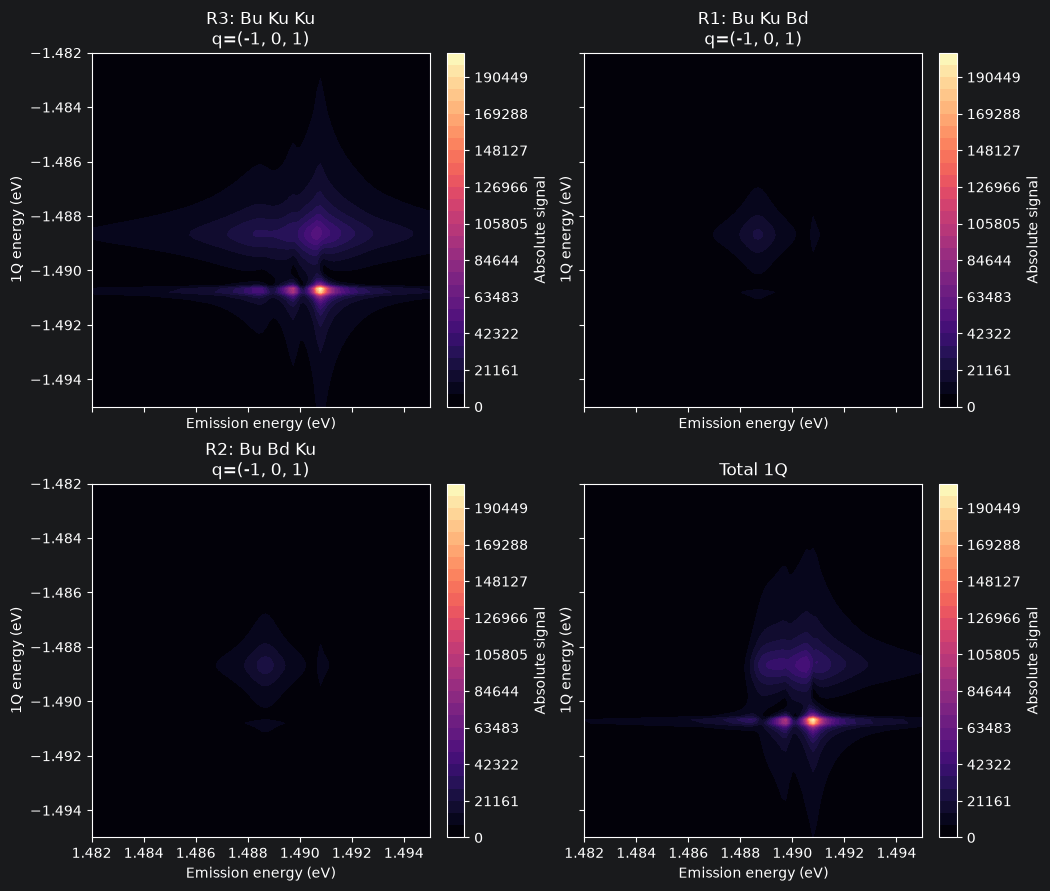 R3: Bu Ku Ku
q=(-1, 0, 1)
−1.482
−1.484
−1.486
−1.488
−1.490
−1.492
−1.494
1Q energy (eV)
Emission energy (eV)
190449
169288
148127
126966
105805
84644
63483
42322
21161
0
Absolute signal
R1: Bu Ku Bd
q=(-1, 0, 1)
1Q energy (eV)
Emission energy (eV)
190449
169288
148127
126966
105805
84644
63483
42322
21161
0
Absolute signal
R2: Bu Bd Ku
q=(-1, 0, 1)
−1.482
−1.484
−1.486
−1.488
−1.490
−1.492
−1.494
1Q energy (eV)
1.482 1.484 1.486 1.488 1.490 1.492 1.494
Emission energy (eV)
190449
169288
148127
126966
105805
84644
63483
42322
21161
0
Absolute signal
Total 1Q
1Q energy (eV)
1.482 1.484 1.486 1.488 1.490 1.492 1.494
Emission energy (eV)
190449
169288
148127
126966
105805
84644
63483
42322
21161
0
Absolute signal